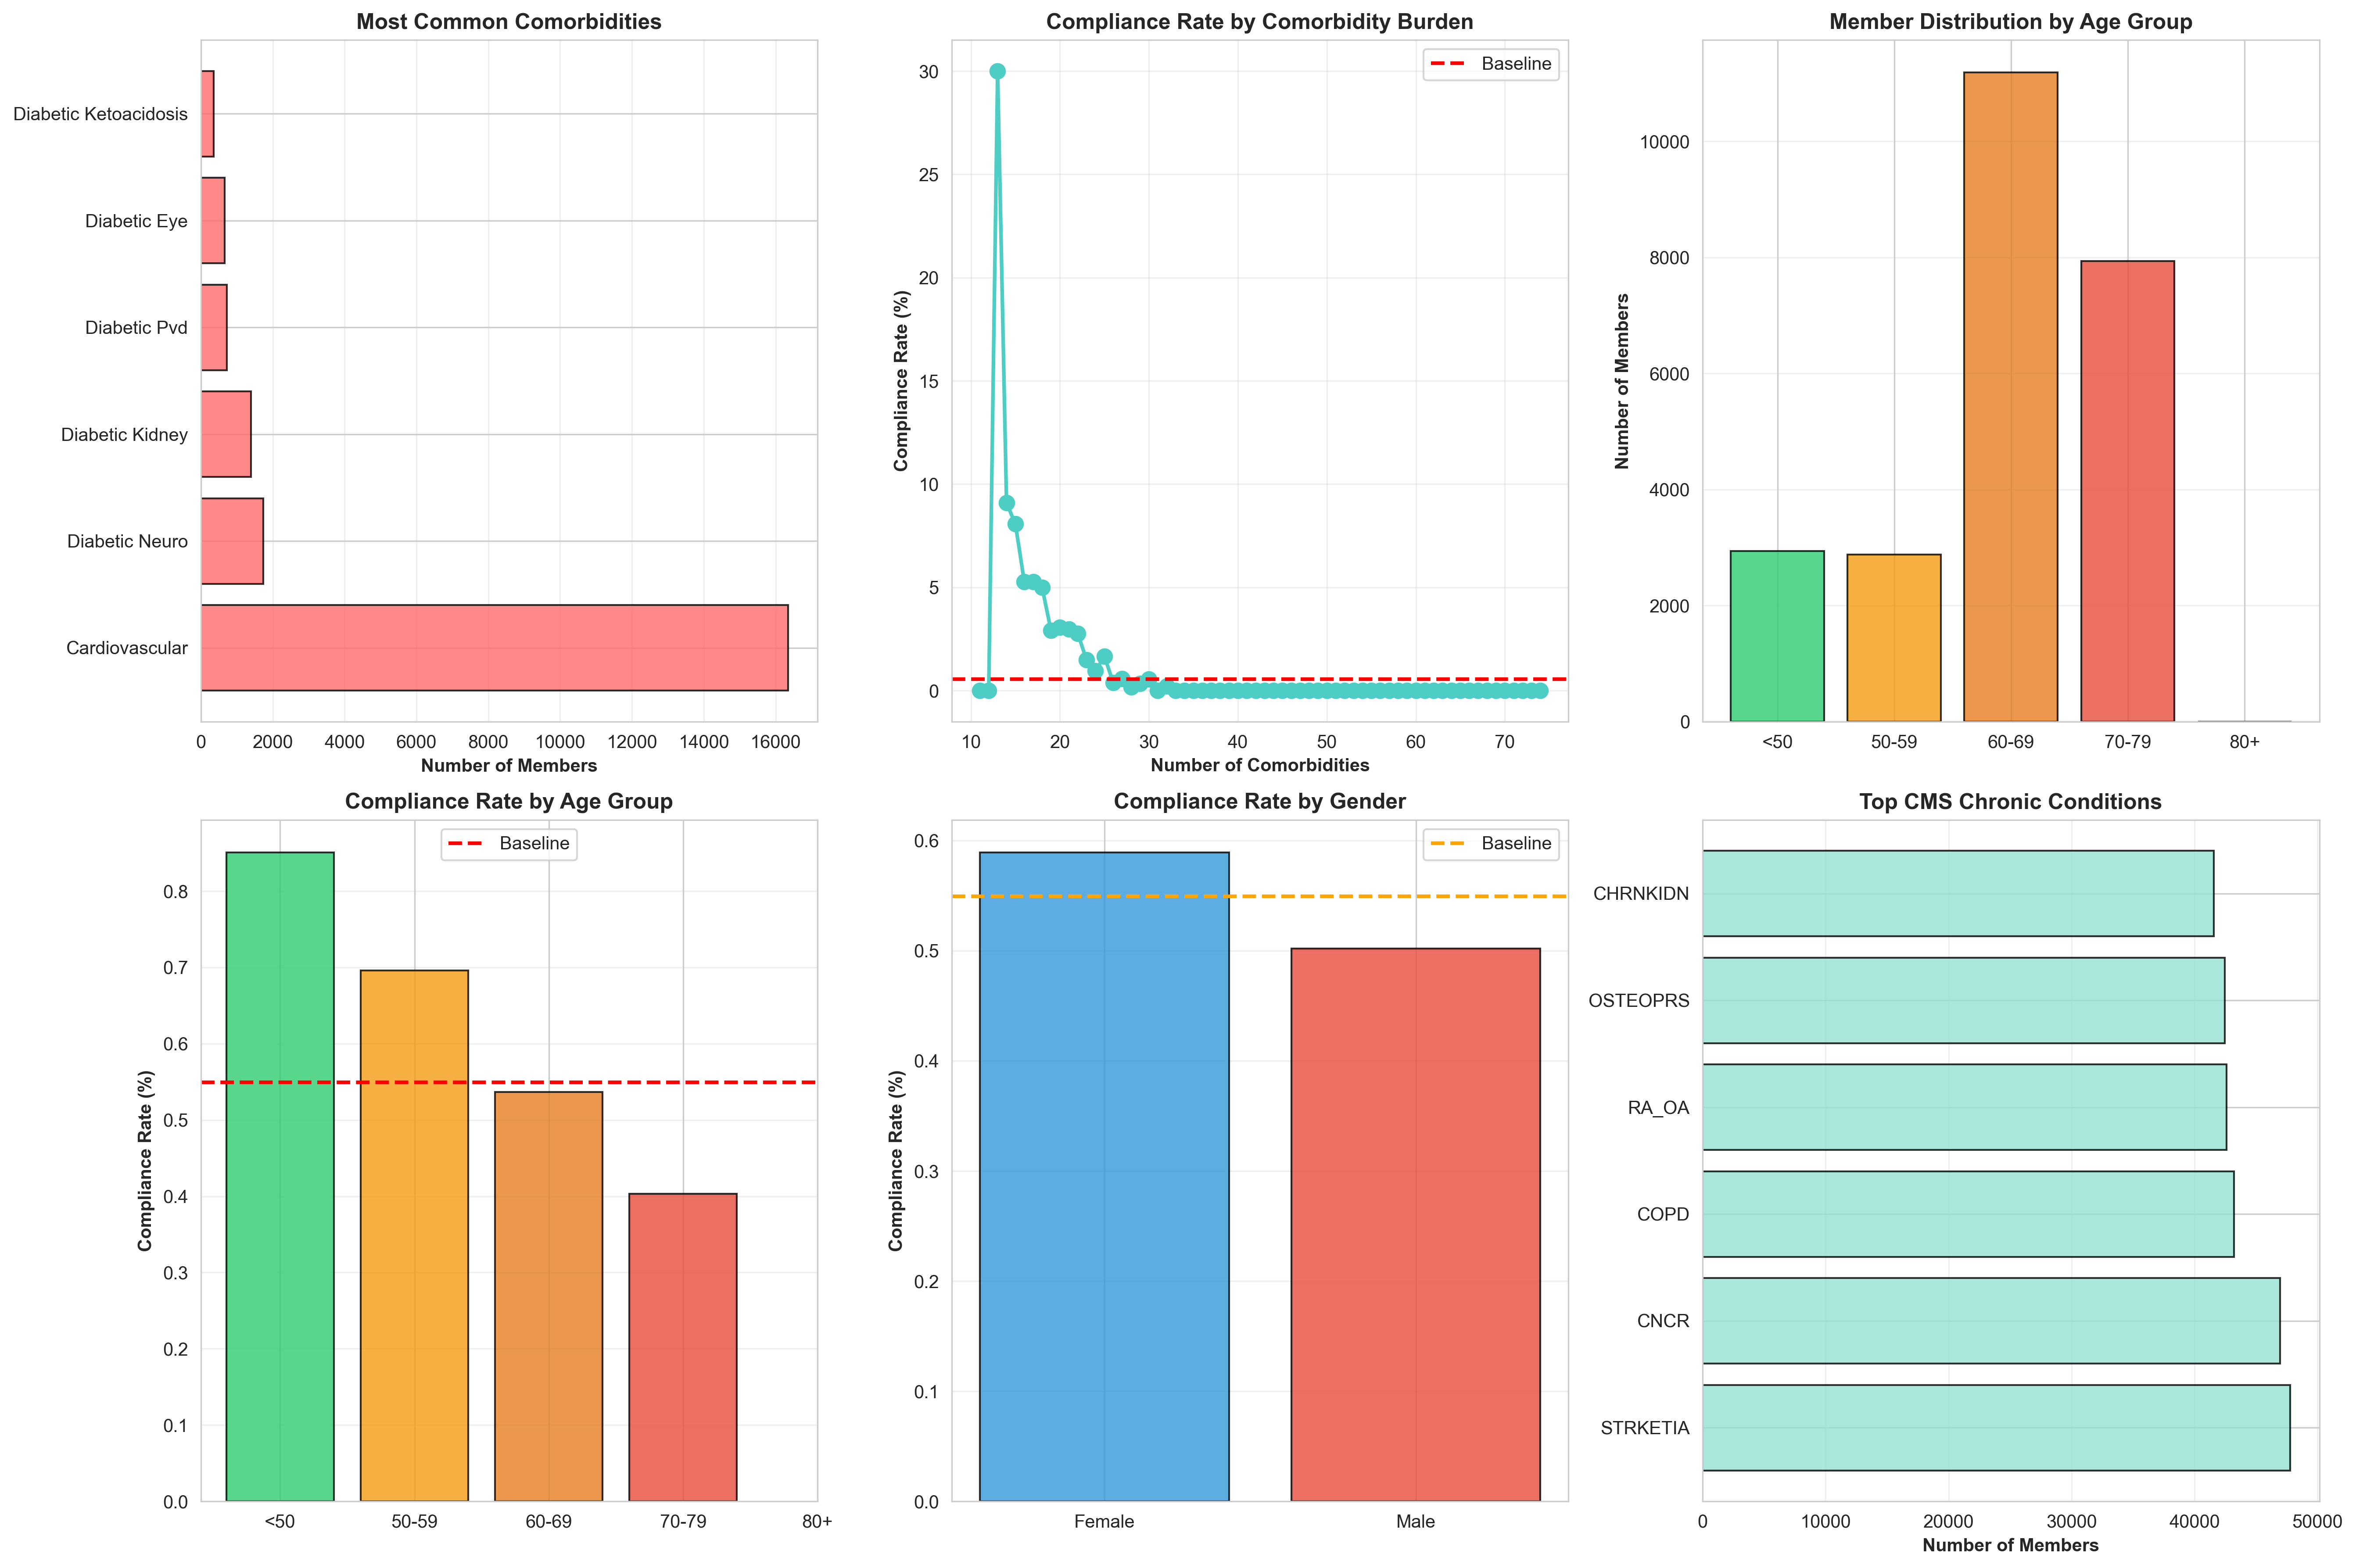 Most Common Comorbidities
Diabetic Ketoacidosis
Diabetic Eye
Diabetic Pvd
Diabetic Kidney
Diabetic Neuro
Cardiovascular
0 2000 4000 6000 8000 10000 12000 14000 16000
Number of Members
Compliance Rate by Comorbidity Burden
Baseline
Compliance Rate (%)
30
25
20
15
10
5
0
10 20 30 40 50 60 70
Number of Comorbidities
Member Distribution by Age Group
Number of Members
10000
8000
6000
4000
2000
0
<50 50-59 60-69 70-79 80+
Compliance Rate by Age Group
Baseline
Compliance Rate (%)
0.8
0.7
0.6
0.5
0.4
0.3
0.2
0.1
0.0
<50 50-59 60-69 70-79 80+
Compliance Rate by Gender
Baseline
Compliance Rate (%)
0.6
0.5
0.4
0.3
0.2
0.1
0.0
Female Male
Top CMS Chronic Conditions
CHRNKIDN
OSTEOPRS
RA_OA
COPD
CNCR
STRKETIA
0 10000 20000 30000 40000 50000
Number of Members